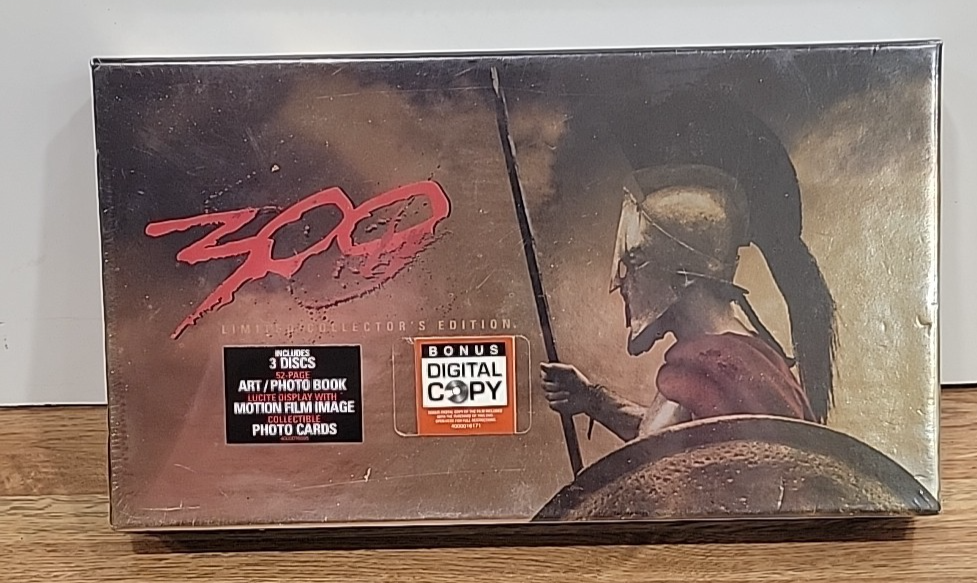 300
LIMITED COLLECTOR'S EDITION
INCLUDES
3 DISCS
52-PAGE
ART / PHOTO BOOK
LUCITE DISPLAY WITH
MOTION FILM IMAGE
COLLECTIBLE
PHOTO CARDS
BONUS
DIGITAL
COPY